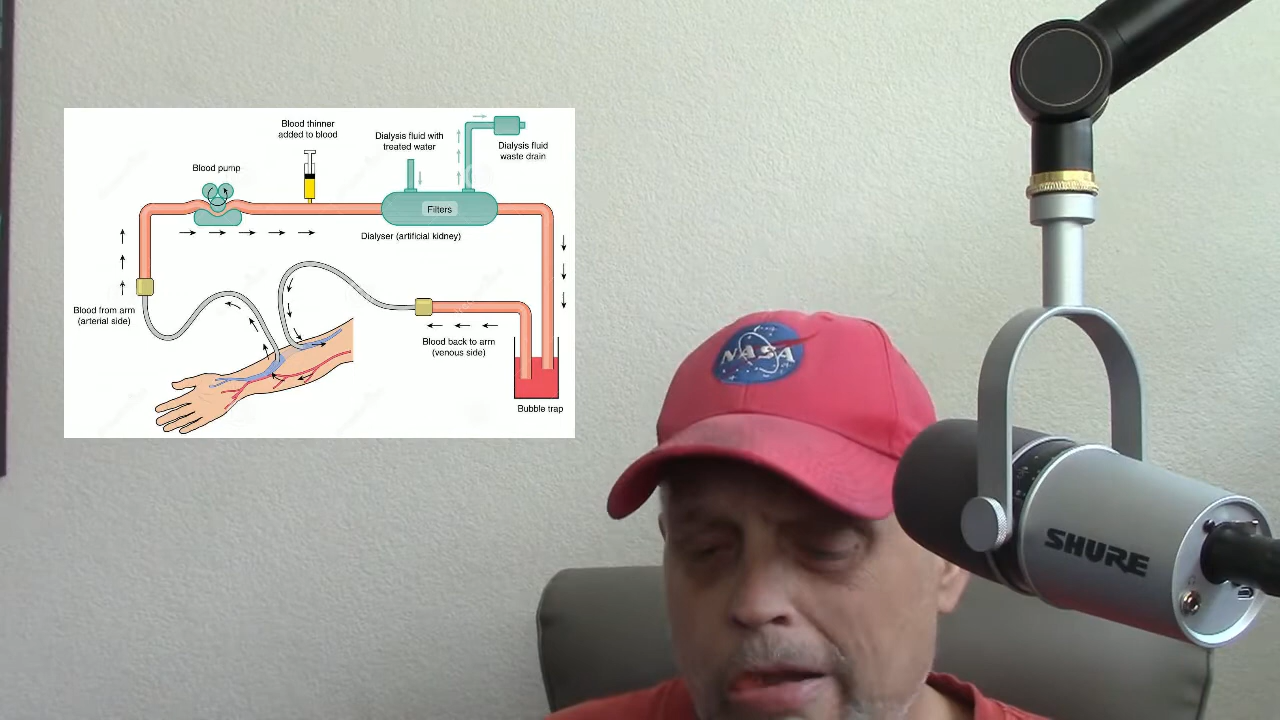 Blood thinner
added to blood
Dialysis fluid with
treated water
Dialysis fluid
waste drain
Blood pump
Filters
Dialyser (artificial kidney)
Blood from arm
(arterial side)
Blood back to arm
(venous side)
Bubble trap
NASA
SHURE